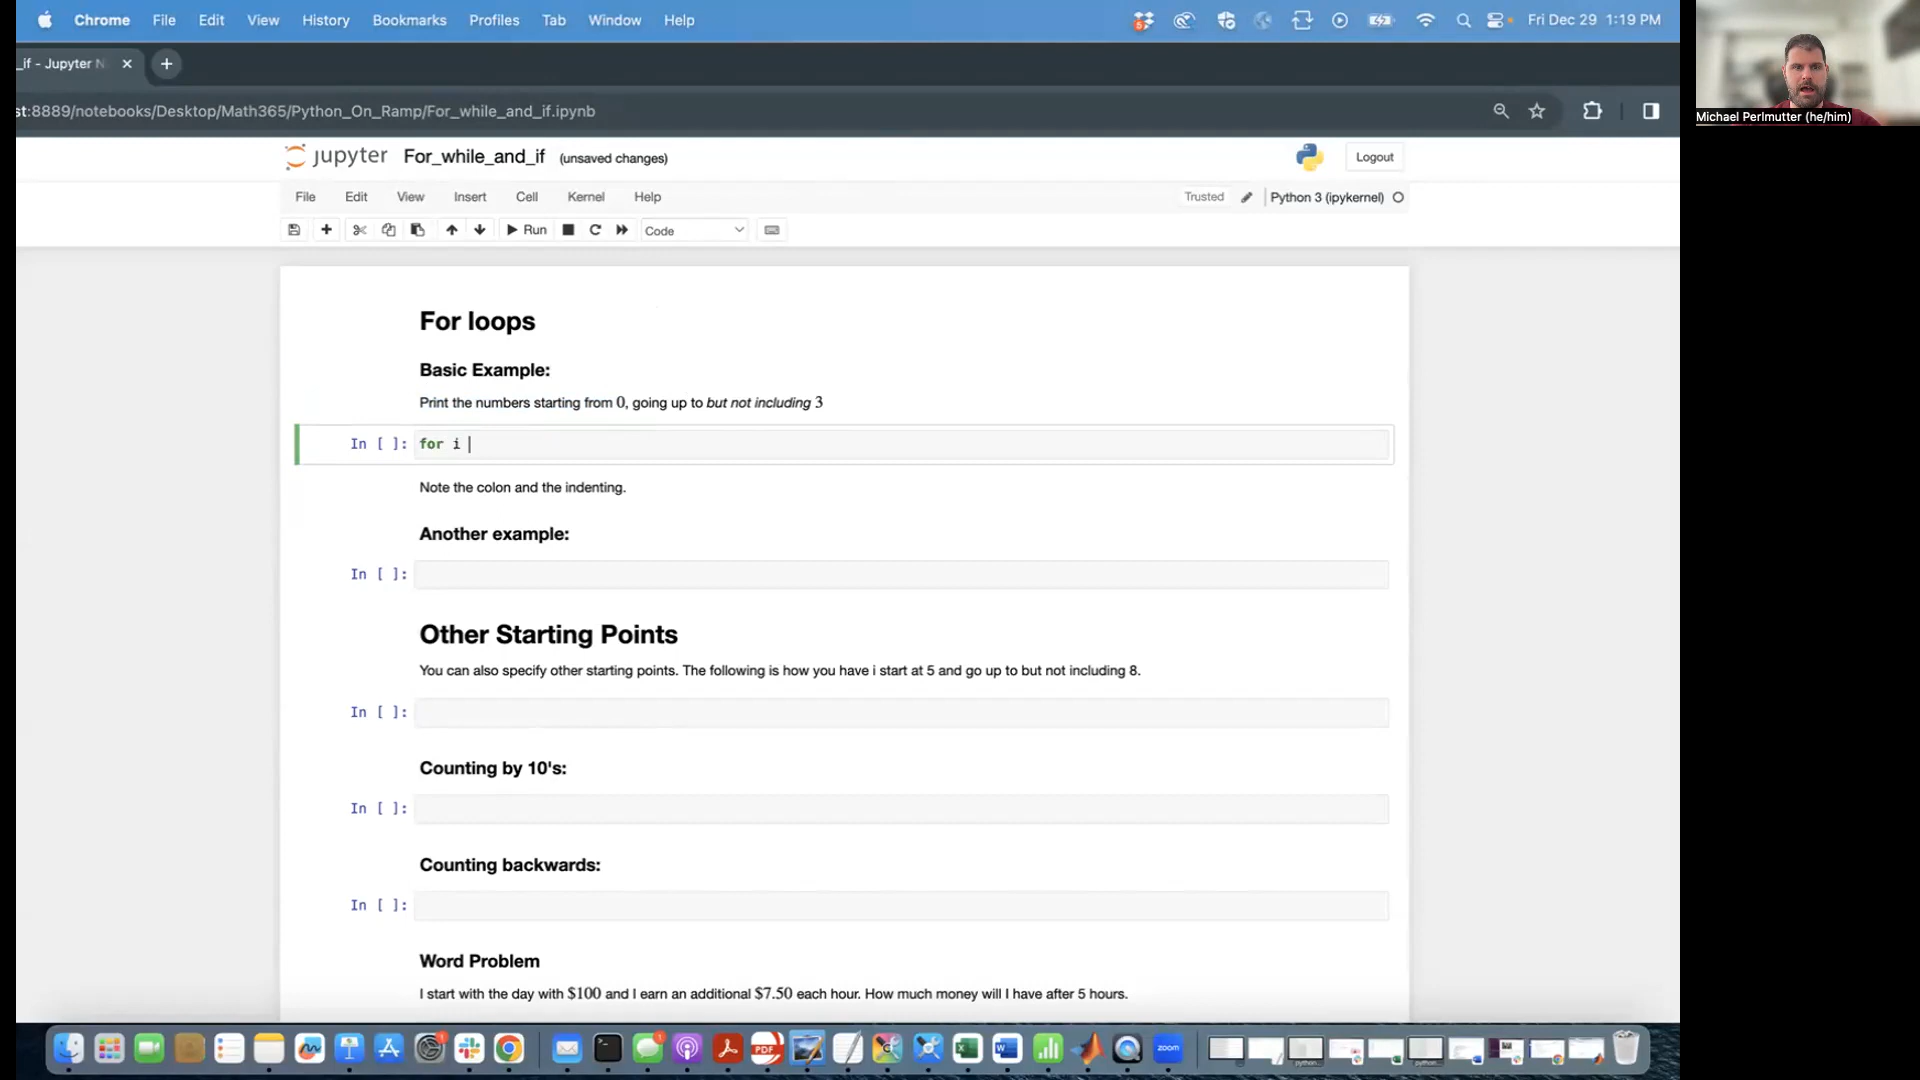 Chrome File Edit View History Bookmarks Profiles Tab Window Help
Fri Dec 29 1:19 PM
Michael Perlmutter (he/him)
_if - Jupyter N
st:8889/notebooks/Desktop/Math365/Python_On_Ramp/For_while_and_if.ipynb
jupyter For_while_and_if (unsaved changes)
Logout
File Edit View Insert Cell Kernel Help
Trusted Python 3 (ipykernel)
Run Code
For loops
Basic Example:
Print the numbers starting from 0, going up to but not including 3
In [ ]: for i
Note the colon and the indenting.
Another example:
In [ ]:
Other Starting Points
You can also specify other starting points. The following is how you have i start at 5 and go up to but not including 8.
In [ ]:
Counting by 10's:
In [ ]:
Counting backwards:
In [ ]:
Word Problem
I start with the day with $100 and I earn an additional $7.50 each hour. How much money will I have after 5 hours.
PDF
zoom